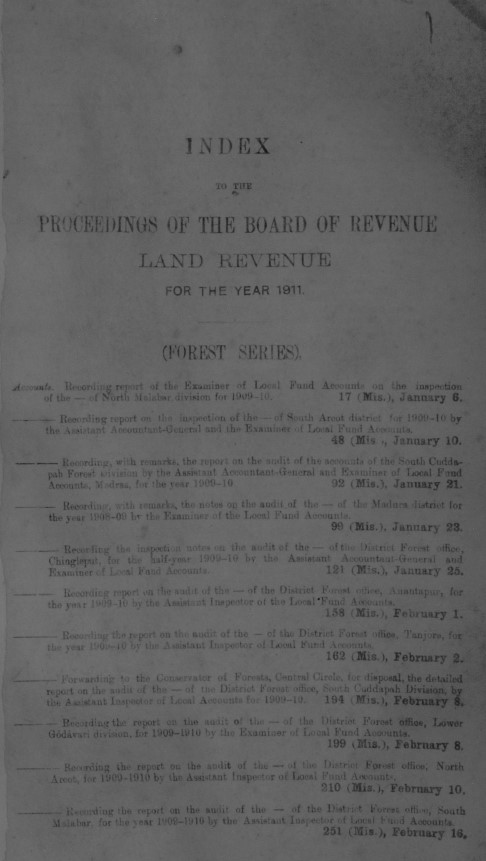 INDEX
TO THE
PROCEEDINGS OF THE BOARD OF REVENUE
LAND REVENUE
FOR THE YEAR 1911.
(FOREST SERIES).
Accounts. Recording report of the Examiner of Local Fund Accounts on the inspection
of the — of North Malabar division for 1909-10. 17 (Mis.), January 6.
——— Recording report on the inspection of the — of South Arcot district for 1909-10 by
the Assistant Accountant-General and the Examiner of Local Fund Accounts.
48 (Mis., January 10.
——— Recording, with remarks, the report on the audit of the accounts of the South Cudda-
pah Forest division by the Assistant Accountant-General and Examiner of Local Fund
Accounts, Madras, for the year 1909-10. 92 (Mis.), January 21.
——— Recording, with remarks, the notes on the audit of the — of the Madura district for
the year 1908-09 by the Examiner of the Local Fund Accounts.
99 (Mis.), January 23.
——— Recording the inspection notes on the audit of the — of the District Forest office,
Chingleput, for the half-year 1909-10 by the Assistant Accountant-General and
Examiner of Local Fund Accounts. 121 (Mis.), January 25.
——— Recording report on the audit of the — of the District Forest office, Anantapur, for
the year 1909-10 by the Assistant Inspector of the Local Fund Accounts.
158 (Mis.), February 1.
——— Recording the report on the audit of the — of the District Forest office, Tanjore, for
the year 1909-10 by the Assistant Inspector of Local Fund Accounts.
162 (Mis.), February 2.
——— Forwarding to the Conservator of Forests, Central Circle, for disposal, the detailed
report on the audit of the — of the District Forest office, South Cuddapah Division, by
the Assistant Inspector of Local Accounts for 1909-10. 194 (Mis.), February 8.
——— Recording the report on the audit of the — of the District Forest office, Lower
Gódávari division, for 1909-1910 by the Examiner of Local Fund Accounts.
199 (Mis.), February 8.
——— Recording the report on the audit of the — of the District Forest office, North
Arcot, for 1909-1910 by the Assistant Inspector of Local Fund Accounts.
210 (Mis.), February 10.
——— Recording the report on the audit of the — of the District Forest office, South
Malabar, for the year 1909-1910 by the Assistant Inspector of Local Fund Accounts.
251 (Mis.), February 16.